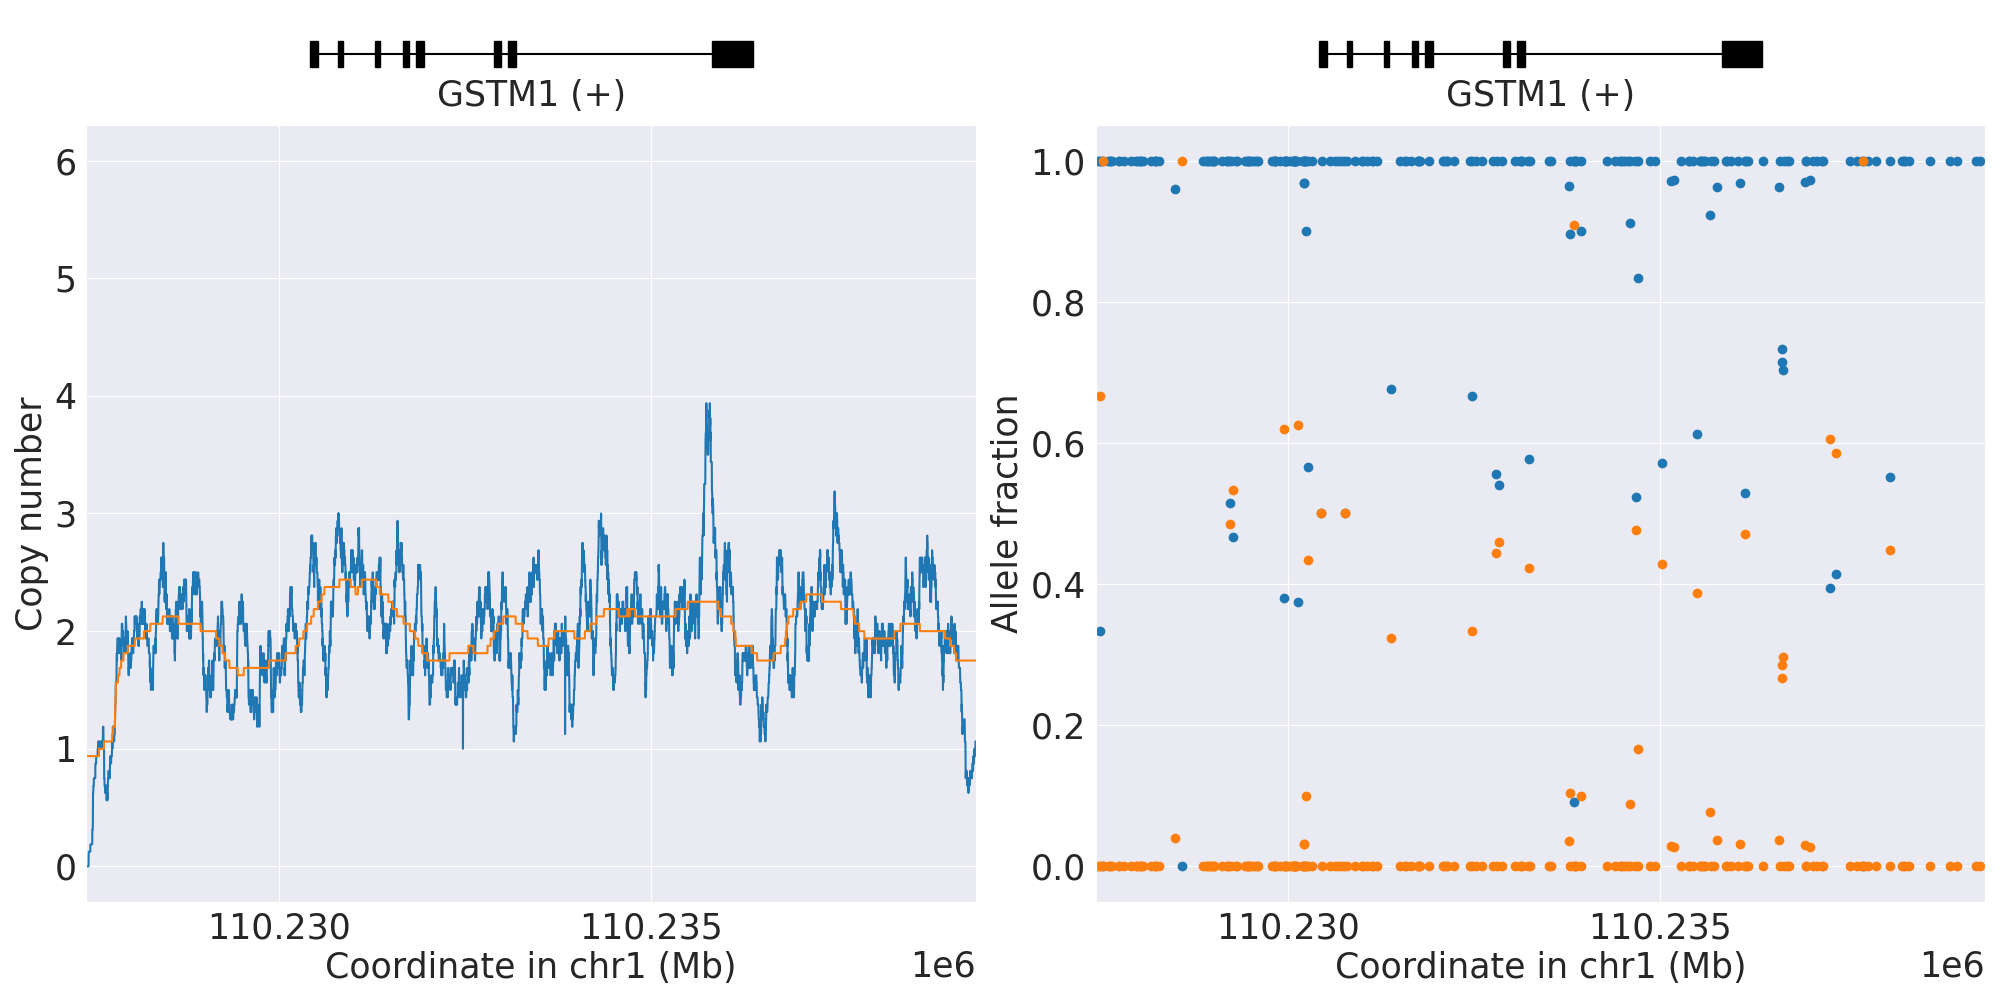 GSTM1 (+)
6
5
4
3
2
1
0
Copy number
110.230
110.235
Coordinate in chr1 (Mb)
1e6
GSTM1 (+)
1.0
0.8
0.6
0.4
0.2
0.0
Allele fraction
110.230
110.235
Coordinate in chr1 (Mb)
1e6